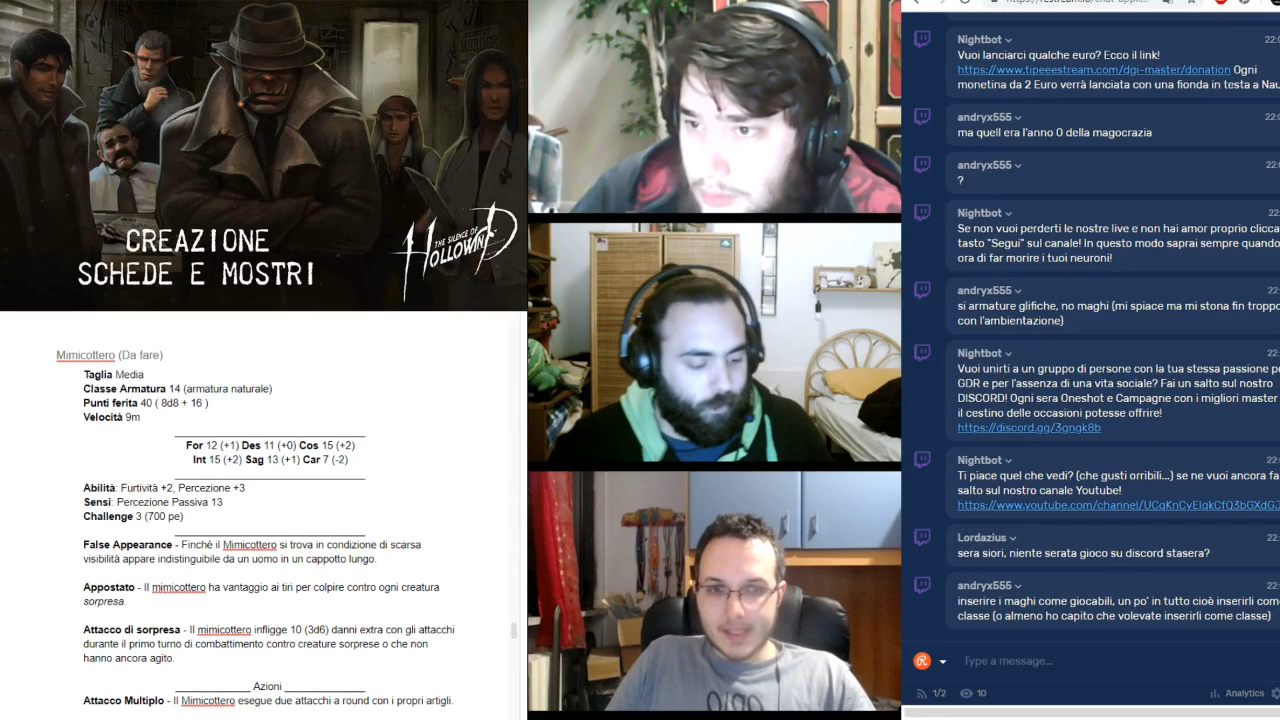 CREAZIONE
SCHEDE E MOSTRI
THE SILENCE OF
HOLLOWIND
Mimicottero (Da fare)
Taglia Media
Classe Armatura 14 (armatura naturale)
Punti ferita 40 ( 8d8 + 16 )
Velocità 9m
For 12 (+1) Des 11 (+0) Cos 15 (+2)
Int 15 (+2) Sag 13 (+1) Car 7 (-2)
Abilità: Furtività +2, Percezione +3
Sensi: Percezione Passiva 13
Challenge 3 (700 pe)
False Appearance - Finchè il Mimicottero si trova in condizione di scarsa
visibilità appare indistinguibile da un uomo in un cappotto lungo.
Appostato - Il mimicottero ha vantaggio ai tiri per colpire contro ogni creatura
sorpresa.
Attacco di sorpresa - Il mimicottero infligge 10 (3d6) danni extra con gli attacchi
durante il primo turno di combattimento contro creature sorprese o che non
hanno ancora agito.
Azioni
Attacco Multiplo - Il Mimicottero esegue due attacchi a round con i propri artigli.
Nightbot
22:
Vuoi lanciarci qualche euro? Ecco il link!
https://www.tipeeestream.com/dgi-master/donation Ogni
monetina da 2 Euro verrà lanciata con una fionda in testa a Nau
andryx555
22:
ma quell era l'anno 0 della magocrazia
andryx555
22:
?
Nightbot
22:
Se non vuoi perderti le nostre live e non hai amor proprio clicca
tasto "Segui" sul canale! In questo modo saprai sempre quando
ora di far morire i tuoi neuroni!
andryx555
22:
si armature glifiche, no maghi (mi spiace ma mi stona fin troppo
con l'ambientazione)
Nightbot
22:
Vuoi unirti a un gruppo di persone con la tua stessa passione pe
GDR e per l'assenza di una vita sociale? Fai un salto sul nostro
DISCORD! Ogni sera Oneshot e Campagne con i migliori master
il cestino delle occasioni potesse offrire!
https://discord.gg/3gngk8b
Nightbot
22:
Ti piace quel che vedi? (che gusti orribili...) se ne vuoi ancora fa
salto sul nostro canale Youtube!
Lordazius
22:
sera siori, niente serata gioco su discord stasera?
andryx555
22:
inserire i maghi come giocabili, un po' in tutto cioè inserirli com
classe (o almeno ho capito che volevate inserirli come classe)
Type a message...
1/2
10
Analytics